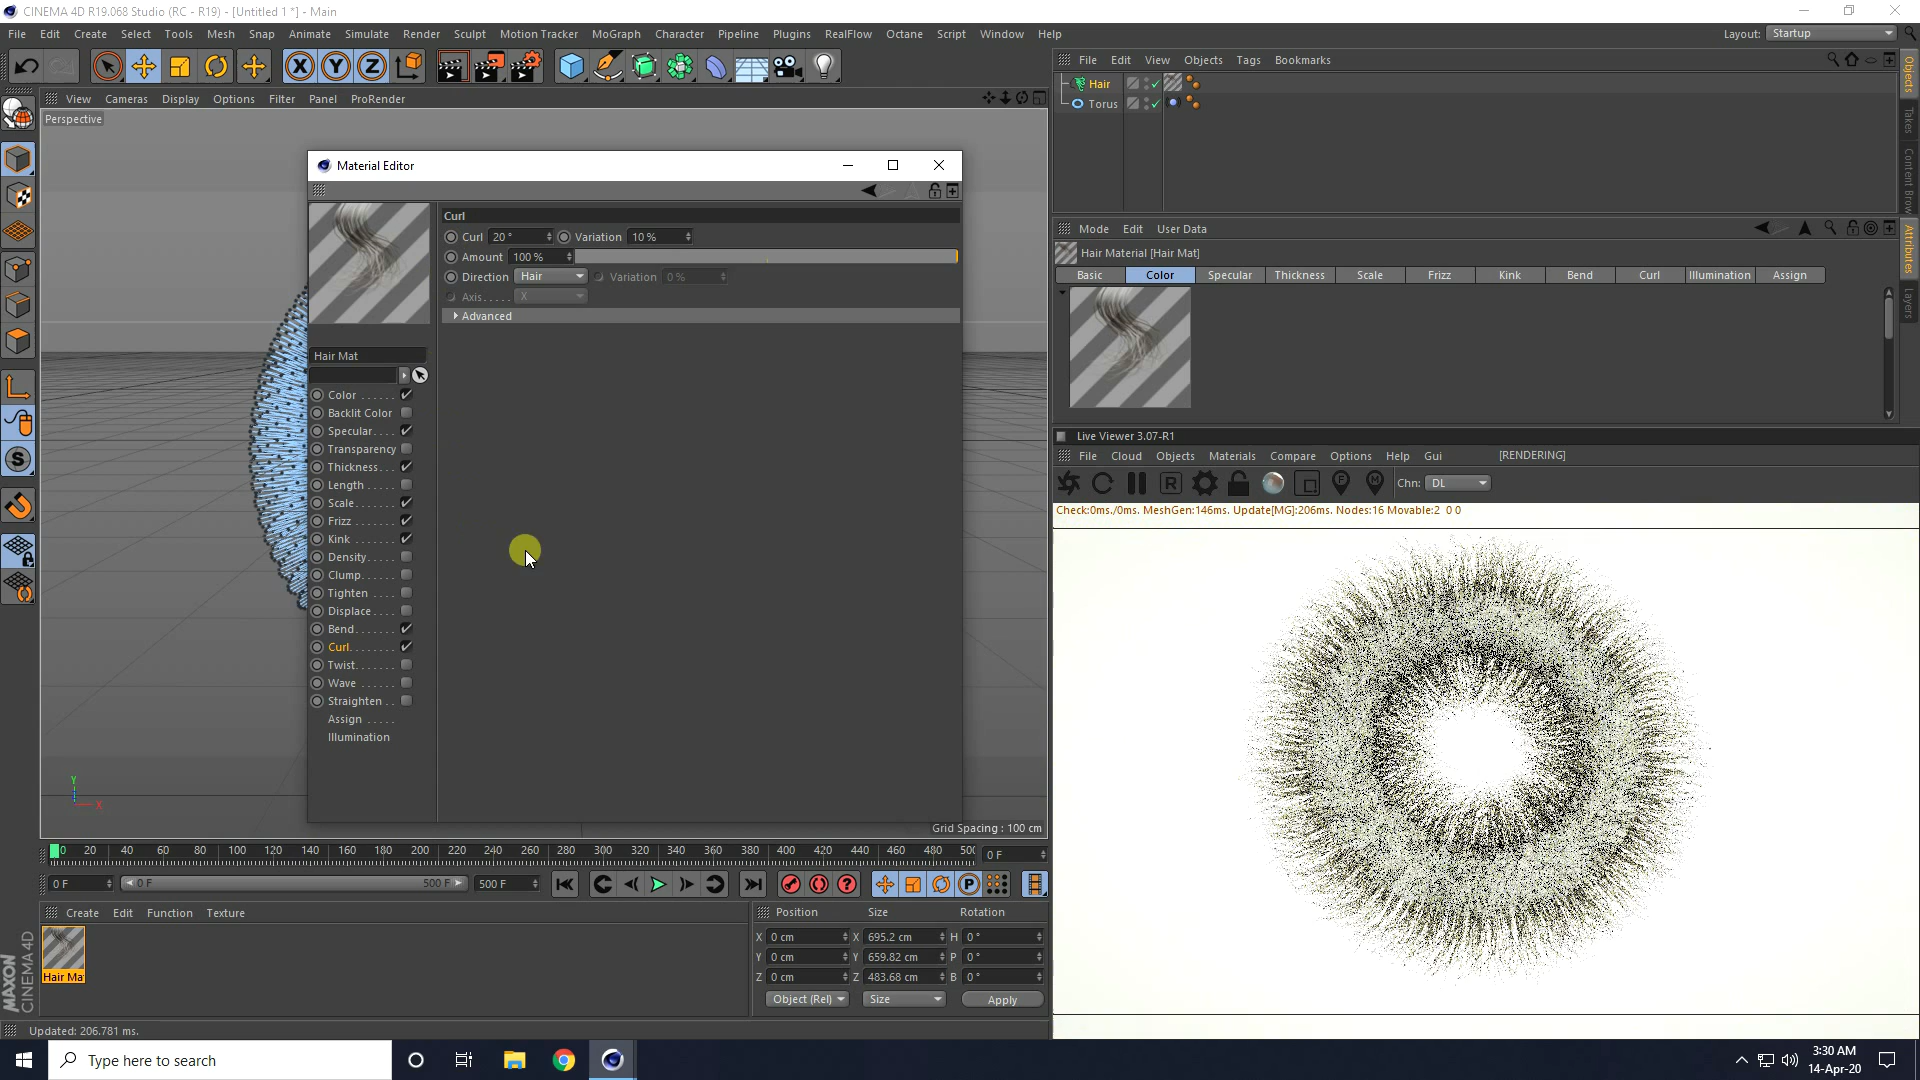 CINEMA 4D R19.068 Studio (RC - R19) - [Untitled 1 *] - Main
File Edit Create Select Tools Mesh Snap Animate Simulate Render Sculpt Motion Tracker MoGraph Character Pipeline Plugins RealFlow Octane Script Window Help
Layout: Startup
View Cameras Display Options Filter Panel ProRender
Perspective
File Edit View Objects Tags Bookmarks
Hair
Torus
Objects
Takes
Attributes
Layers
Material Editor
Curl
Curl 20 ° Variation 10 %
Amount 100 %
Direction Hair Variation 0 %
Axis..... X
Advanced
Hair Mat
Color ......
Backlit Color
Specular....
Transparency
Thickness...
Length .....
Scale.......
Frizz ......
Kink .......
Density.....
Clump......
Tighten ....
Displace....
Bend.......
Curl........
Twist.......
Wave ......
Straighten ..
Assign .....
Illumination
Mode Edit User Data
Hair Material [Hair Mat]
Basic Color Specular Thickness Scale Frizz Kink Bend Curl Illumination Assign
Live Viewer 3.07-R1
File Cloud Objects Materials Compare Options Help Gui [RENDERING]
R
Chn: DL
Check:0ms./0ms. MeshGen:146ms. Update[MG]:206ms. Nodes:16 Movable:2 0 0
Y
X
Grid Spacing : 100 cm
0 20 40 60 80 100 120 140 160 180 200 220 240 260 280 300 320 340 360 380 400 420 440 460 480 50 0 F
0 F 0 F 500 F 500 F
Create Edit Function Texture
Hair Ma
Position Size Rotation
X 0 cm X 695.2 cm H 0 °
Y 0 cm Y 659.82 cm P 0 °
Z 0 cm Z 483.68 cm B 0 °
Object (Rel) Size Apply
MAXON
CINEMA 4D
Updated: 206.781 ms.
Type here to search
3:30 AM
14-Apr-20